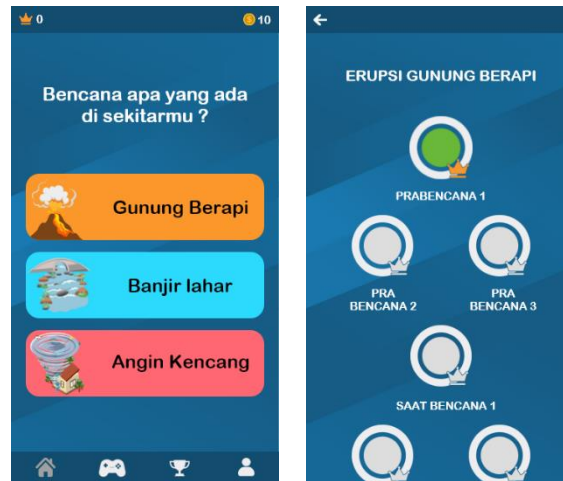 0
10
Bencana apa yang ada
di sekitarmu ?
Gunung Berapi
Banjir lahar
Angin Kencang
ERUPSI GUNUNG BERAPI
PRABENCANA 1
PRA
BENCANA 2
PRA
BENCANA 3
SAAT BENCANA 1